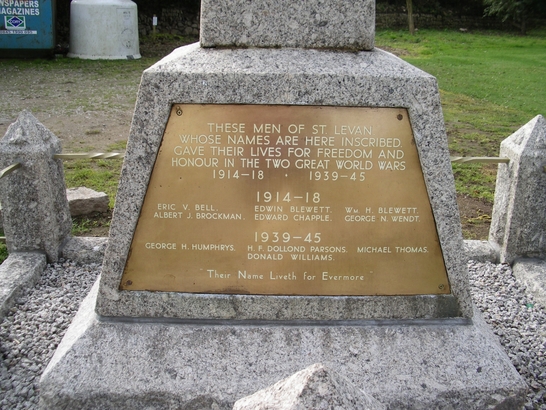 NEWSPAPERS
MAGAZINES
THESE MEN OF ST. LEVAN
WHOSE NAMES ARE HERE INSCRIBED
GAVE THEIR LIVES FOR FREEDOM AND
HONOUR IN THE TWO GREAT WORLD WARS
1914-18 · 1939-45
1914-18
ERIC V. BELL. EDWIN BLEWETT. WM. H. BLEWETT.
ALBERT J. BROCKMAN. EDWARD CHAPPLE. GEORGE N. WENDT.
1939-45
GEORGE H. HUMPHRYS. H. F. DOLLOND PARSONS. MICHAEL THOMAS.
DONALD WILLIAMS.
Their Name Liveth for Evermore